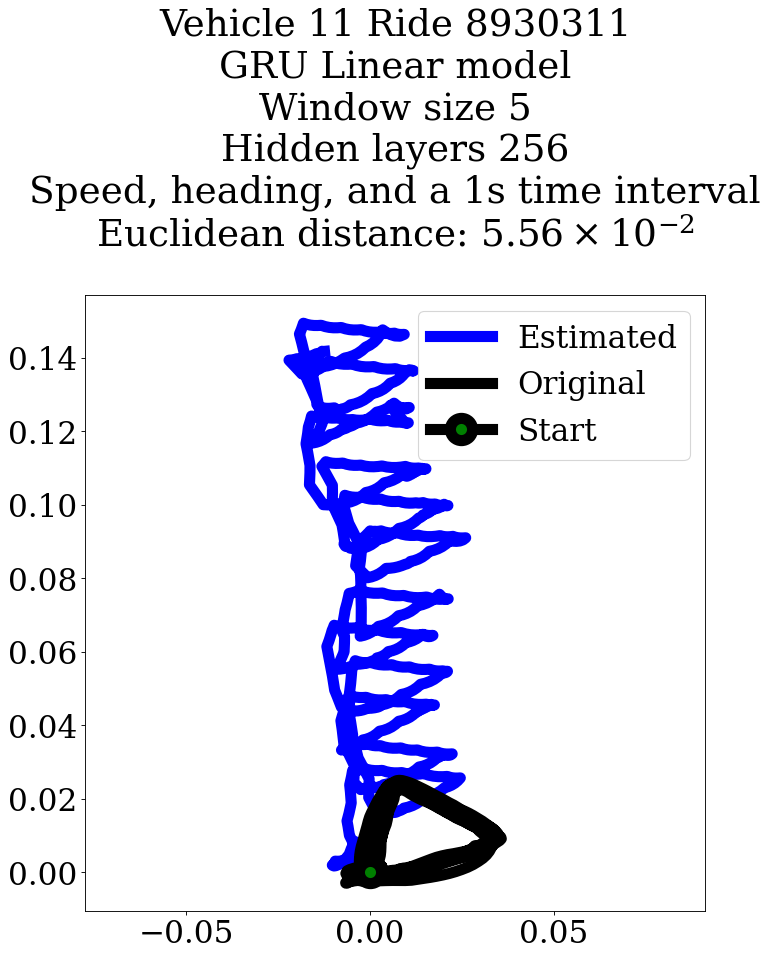 Vehicle 11 Ride 8930311
GRU Linear model
Window size 5
Hidden layers 256
Speed, heading, and a 1s time interval
Euclidean distance: 5.56 × 10⁻²
Estimated
Original
Start
0.14
0.12
0.10
0.08
0.06
0.04
0.02
0.00
−0.05
0.00
0.05